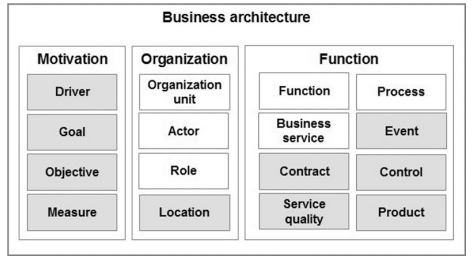 Business architecture
Motivation
Driver
Goal
Objective
Measure
Organization
Organization
unit
Actor
Role
Location
Function
Function
Process
Business
service
Event
Contract
Control
Service
quality
Product